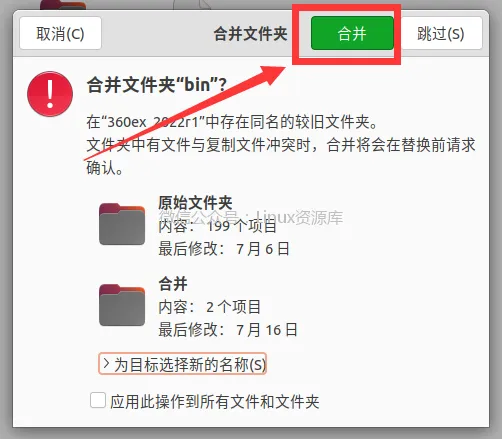 取消(C)
合并文件夹
合并
跳过(S)
合并文件夹“bin”？
在“360ex_2022r1”中存在同名的较旧文件夹。
文件夹中有文件与复制文件冲突时，合并将会在替换前请求
确认。
原始文件夹
微信公众号：Linux资源库
内容： 199 个项目
最后修改： 7 月 6 日
合并
内容： 2 个项目
最后修改： 7 月 16 日
为目标选择新的名称(S)
应用此操作到所有文件和文件夹